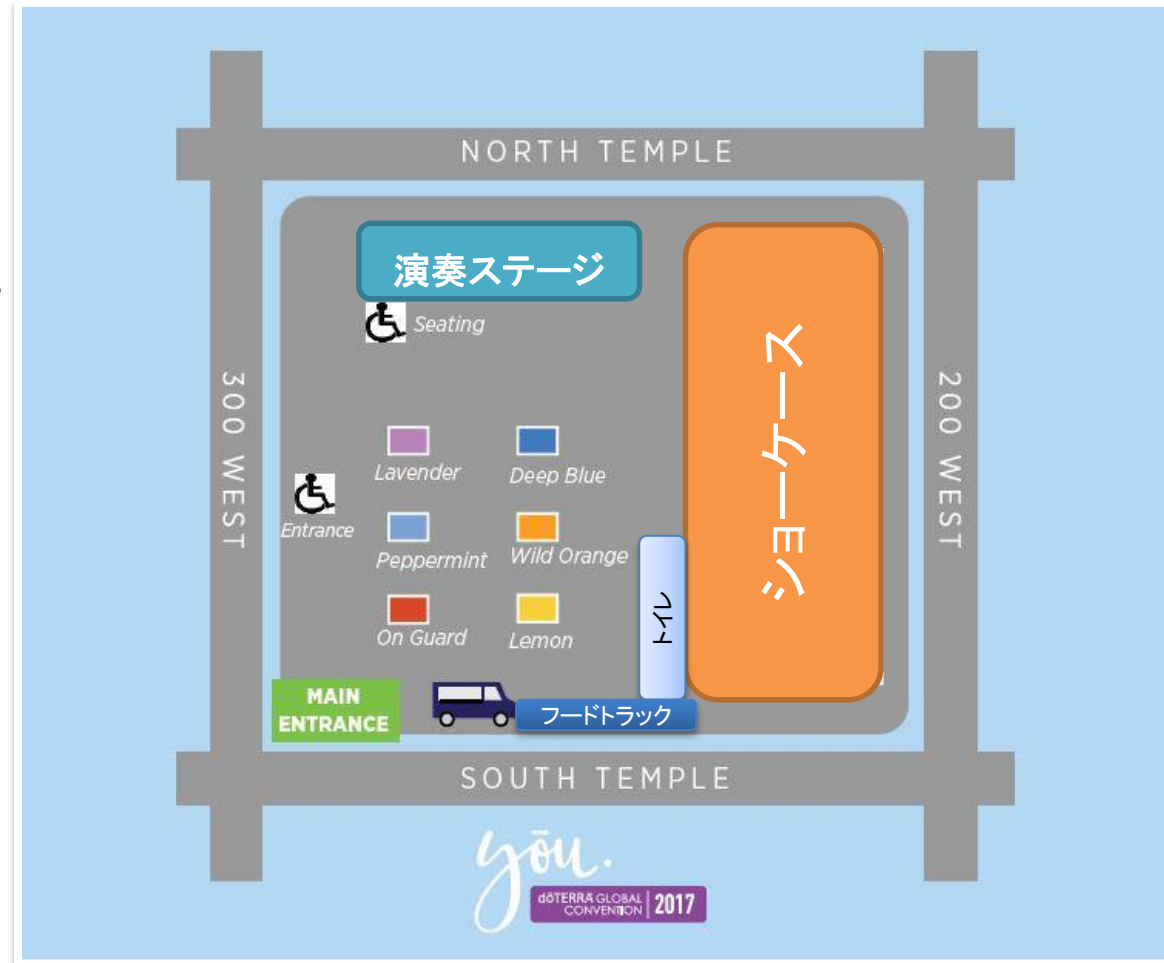 NORTH TEMPLE
演奏ステージ
Seating
ショーケース
300 WEST
200 WEST
Lavender
Deep Blue
Entrance
Peppermint
Wild Orange
トイレ
On Guard
Lemon
MAIN
ENTRANCE
フードトラック
SOUTH TEMPLE
yōu.
dōTERRA GLOBAL
CONVENTION
2017